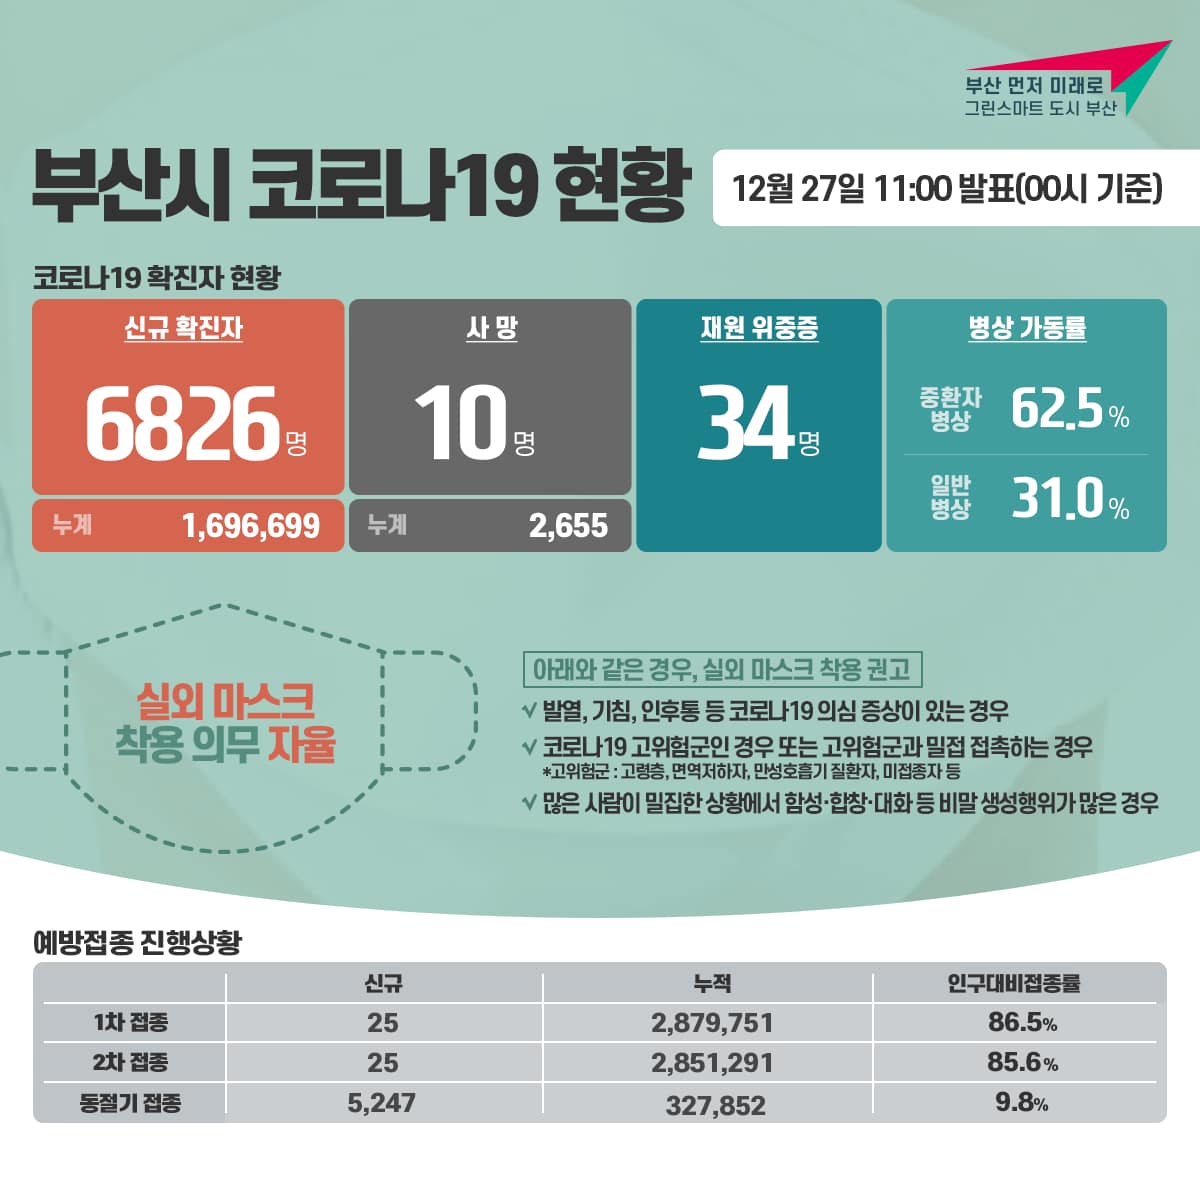 부산 먼저 미래로
그린스마트 도시 부산
부산시 코로나19 현황
12월 27일 11:00 발표(00시 기준)
코로나19 확진자 현황
신규 확진자
6826명
누계 1,696,699
사 망
10명
누계 2,655
재원 위중증
34명
병상 가동률
중환자
병상
62.5%
일반
병상
31.0%
실외 마스크
착용 의무 자율
아래와 같은 경우, 실외 마스크 착용 권고
✓ 발열, 기침, 인후통 등 코로나19 의심 증상이 있는 경우
✓ 코로나19 고위험군인 경우 또는 고위험군과 밀접 접촉하는 경우
*고위험군 : 고령층, 면역저하자, 만성호흡기 질환자, 미접종자 등
✓ 많은 사람이 밀집한 상황에서 함성·합창·대화 등 비말 생성행위가 많은 경우
예방접종 진행상황
신규 누적 인구대비접종률
1차 접종 25 2,879,751 86.5%
2차 접종 25 2,851,291 85.6%
동절기 접종 5,247 327,852 9.8%